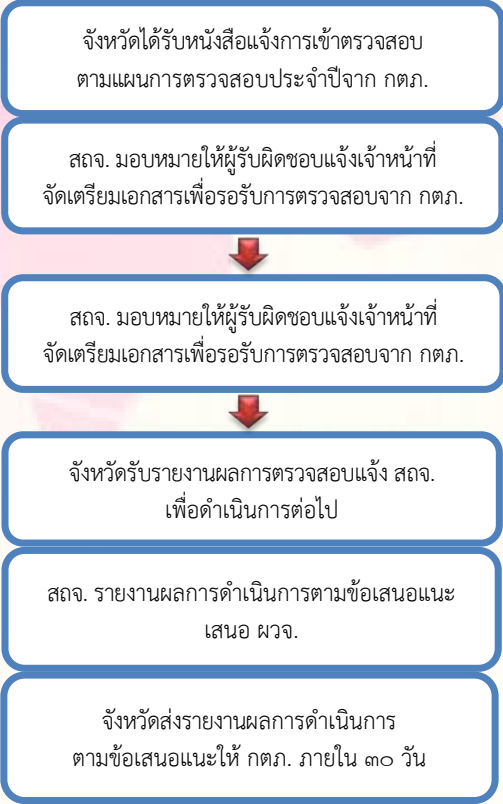 จังหวัดได้รับหนังสือแจ้งการเข้าตรวจสอบ
ตามแผนการตรวจสอบประจำปีจาก กตภ.
สถจ. มอบหมายให้ผู้รับผิดชอบแจ้งเจ้าหน้าที่
จัดเตรียมเอกสารเพื่อรอรับการตรวจสอบจาก กตภ.
สถจ. มอบหมายให้ผู้รับผิดชอบแจ้งเจ้าหน้าที่
จัดเตรียมเอกสารเพื่อรอรับการตรวจสอบจาก กตภ.
จังหวัดรับรายงานผลการตรวจสอบแจ้ง สถจ.
เพื่อดำเนินการต่อไป
สถจ. รายงานผลการดำเนินการตามข้อเสนอแนะ
เสนอ ผวจ.
จังหวัดส่งรายงานผลการดำเนินการ
ตามข้อเสนอแนะให้ กตภ. ภายใน ๓๐ วัน